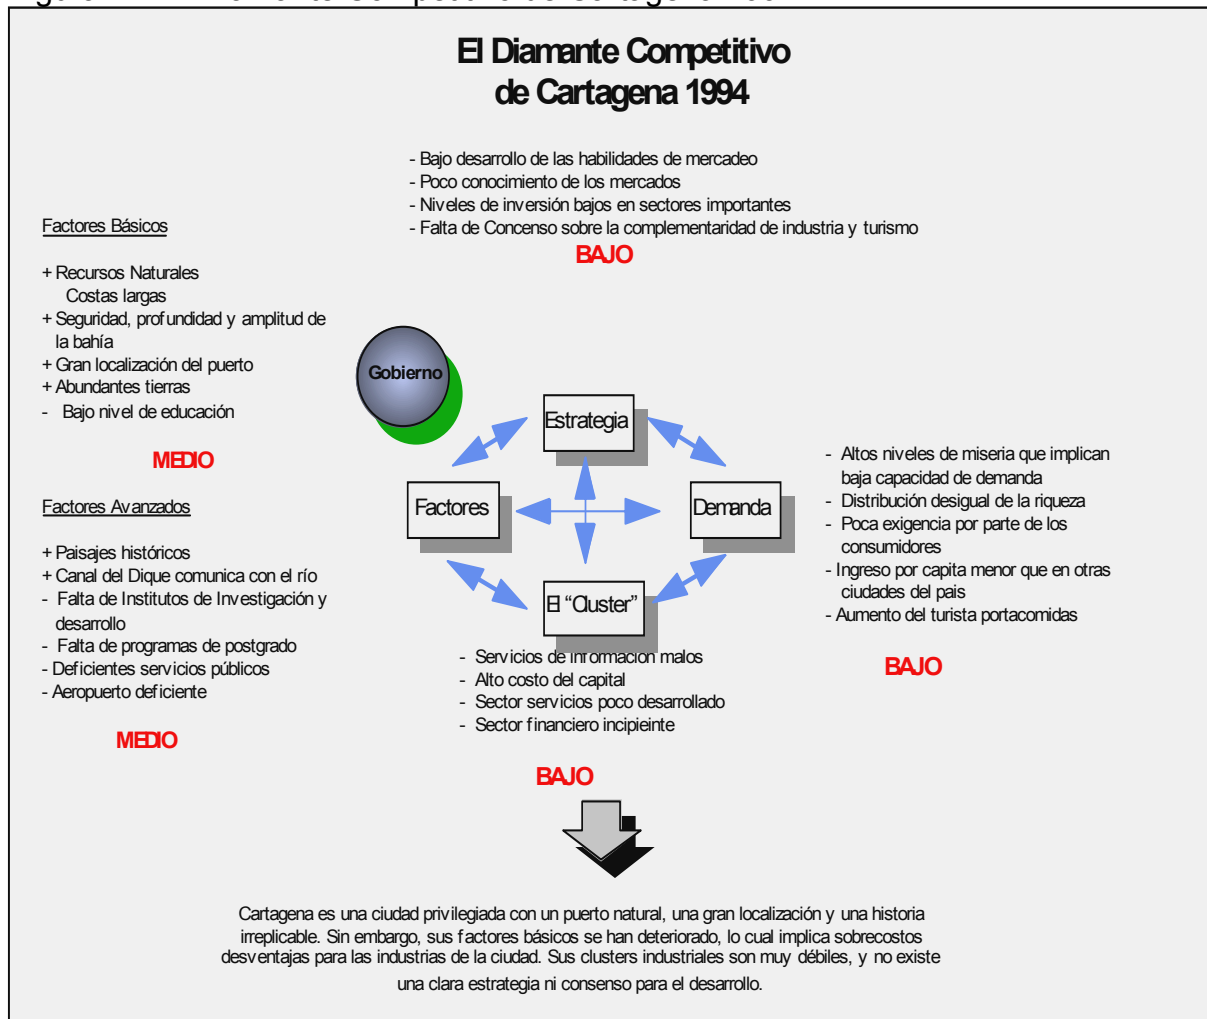 El Diamante Competitivo
de Cartagena 1994
- Bajo desarrollo de las habilidades de mercadeo
- Poco conocimiento de los mercados
- Niveles de inversión bajos en sectores importantes
- Falta de Concenso sobre la complementaridad de industria y turismo
BAJO
Factores Básicos
+ Recursos Naturales
Costas largas
+ Seguridad, profundidad y amplitud de
la bahía
+ Gran localización del puerto
+ Abundantes tierras
- Bajo nivel de educación
MEDIO
Factores Avanzados
+ Paisajes históricos
+ Canal del Dique comunica con el río
- Falta de Institutos de Investigación y
desarrollo
- Falta de programas de postgrado
- Deficientes servicios públicos
- Aeropuerto deficiente
MEDIO
Gobierno
Estrategia
Factores
Demanda
El “Cluster”
- Altos niveles de miseria que implican
baja capacidad de demanda
- Distribución desigual de la riqueza
- Poca exigencia por parte de los
consumidores
- Ingreso por capita menor que en otras
ciudades del pais
- Aumento del turista portacomidas
BAJO
- Servicios de información malos
- Alto costo del capital
- Sector servicios poco desarrollado
- Sector financiero incipieinte
BAJO
Cartagena es una ciudad privilegiada con un puerto natural, una gran localización y una historia
irreplicable. Sin embargo, sus factores básicos se han deteriorado, lo cual implica sobrecostos
desventajas para las industrias de la ciudad. Sus clusters industriales son muy débiles, y no existe
una clara estrategia ni consenso para el desarrollo.